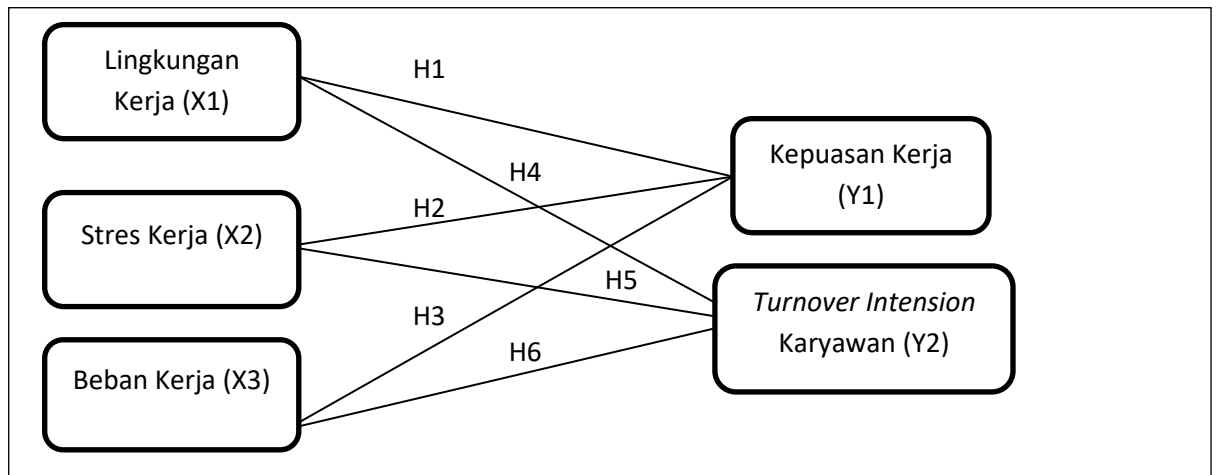 Lingkungan
Kerja (X1)
H1
Kepuasan Kerja
(Y1)
H4
Stres Kerja (X2)
H2
H5
Turnover Intension
Karyawan (Y2)
H3
H6
Beban Kerja (X3)